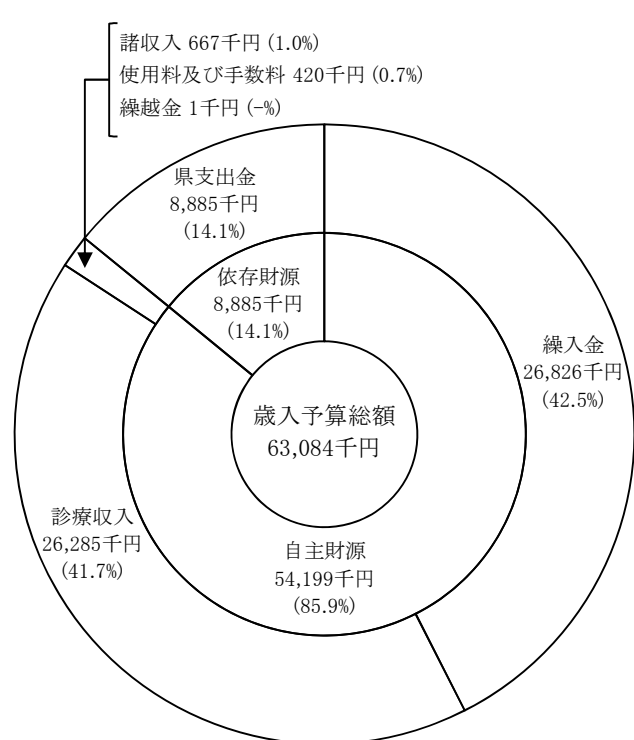 諸収入 667千円 (1.0%)
使用料及び手数料 420千円 (0.7%)
繰越金 1千円 (-%)
県支出金
8,885千円
(14.1%)
依存財源
8,885千円
(14.1%)
繰入金
26,826千円
(42.5%)
歳入予算総額
63,084千円
診療収入
26,285千円
(41.7%)
自主財源
54,199千円
(85.9%)